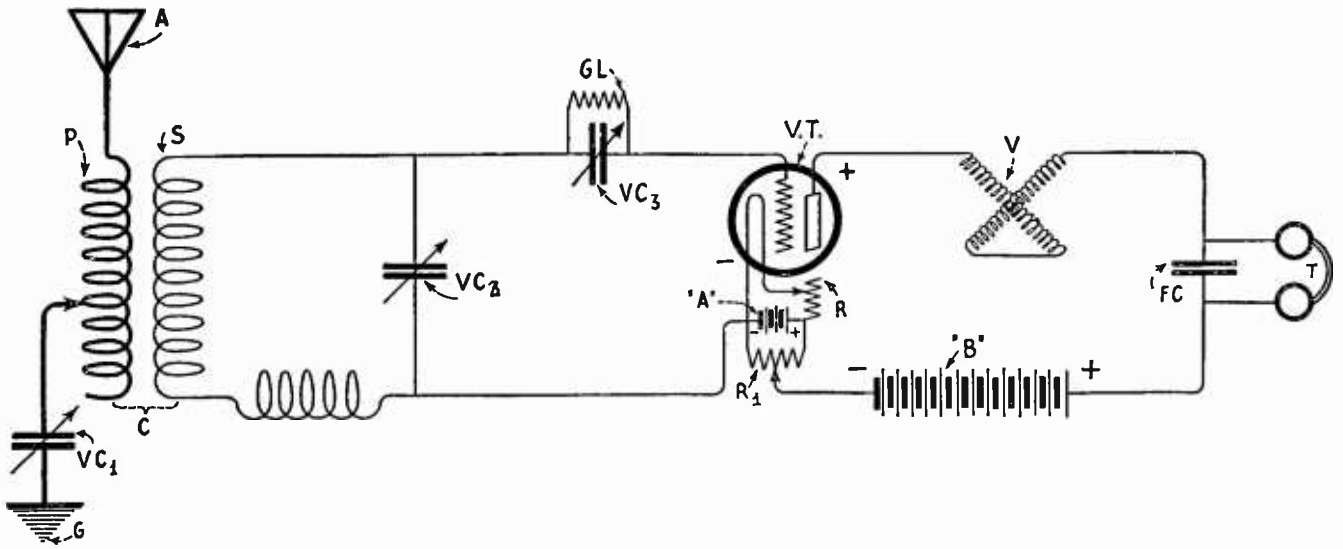 A
GL
P
S
V.T.
V
+
VC3
-
VC2
"A"
R
T
FC
- +
"B"
R1
- +
C
VC1
G